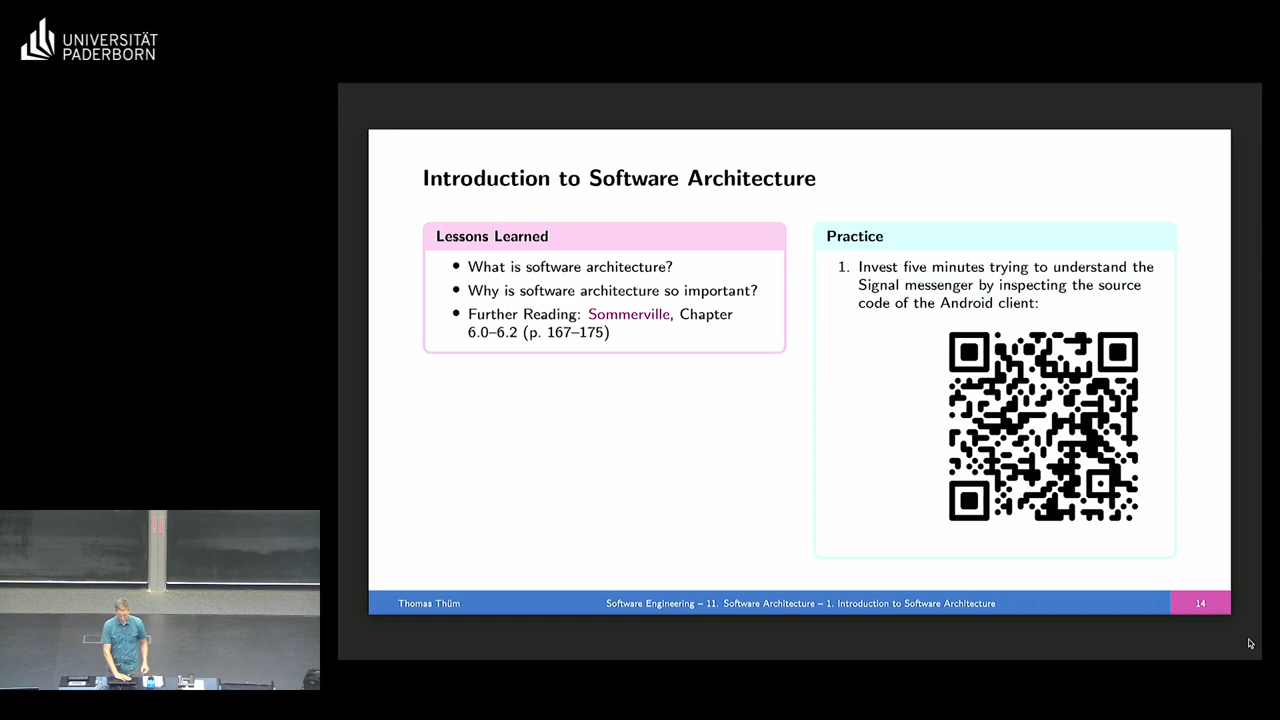 UNIVERSITÄT
PADERBORN
Introduction to Software Architecture
Lessons Learned
• What is software architecture?
• Why is software architecture so important?
• Further Reading: Sommerville, Chapter
6.0–6.2 (p. 167–175)
Practice
1. Invest five minutes trying to understand the
Signal messenger by inspecting the source
code of the Android client:
Thomas Thüm
Software Engineering – 11. Software Architecture – 1. Introduction to Software Architecture
14